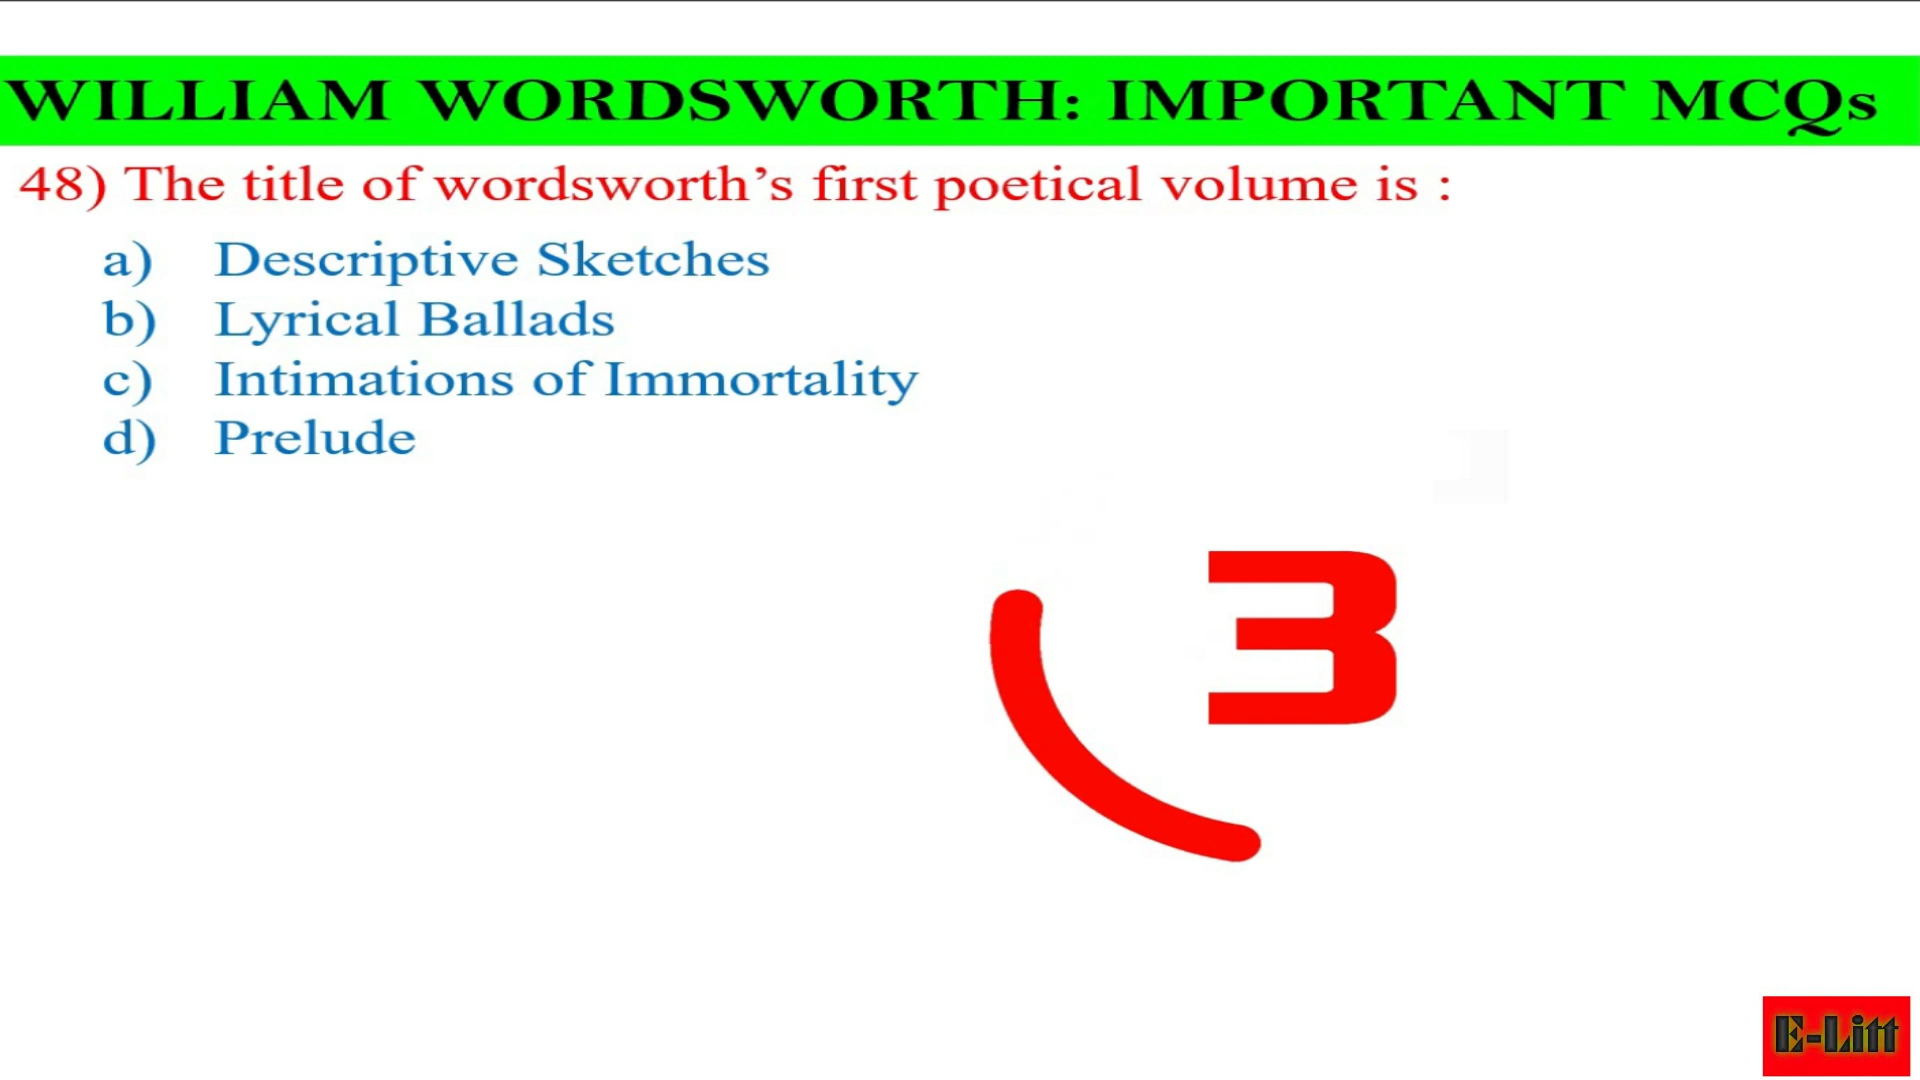 WILLIAM WORDSWORTH: IMPORTANT MCQs
48) The title of wordsworth’s first poetical volume is :
a) Descriptive Sketches
b) Lyrical Ballads
c) Intimations of Immortality
d) Prelude
3
E-Litt